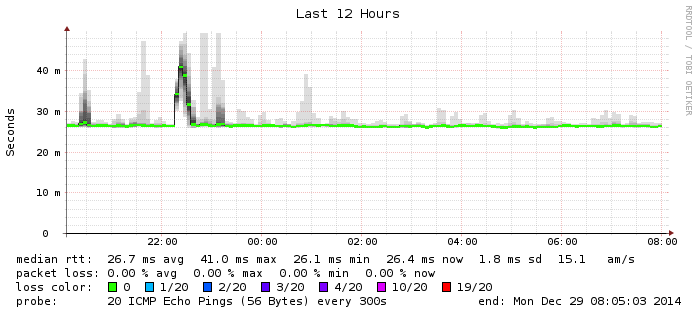 Last 12 Hours
RRDTOOL / TOBI OETIKER
Seconds
40 m
30 m
20 m
10 m
0
22:00 00:00 02:00 04:00 06:00 08:00
median rtt: 26.7 ms avg 41.0 ms max 26.1 ms min 26.4 ms now 1.8 ms sd 15.1 am/s
packet loss: 0.00 % avg 0.00 % max 0.00 % min 0.00 % now
loss color: 0 1/20 2/20 3/20 4/20 10/20 19/20
probe: 20 ICMP Echo Pings (56 Bytes) every 300s end: Mon Dec 29 08:05:03 2014